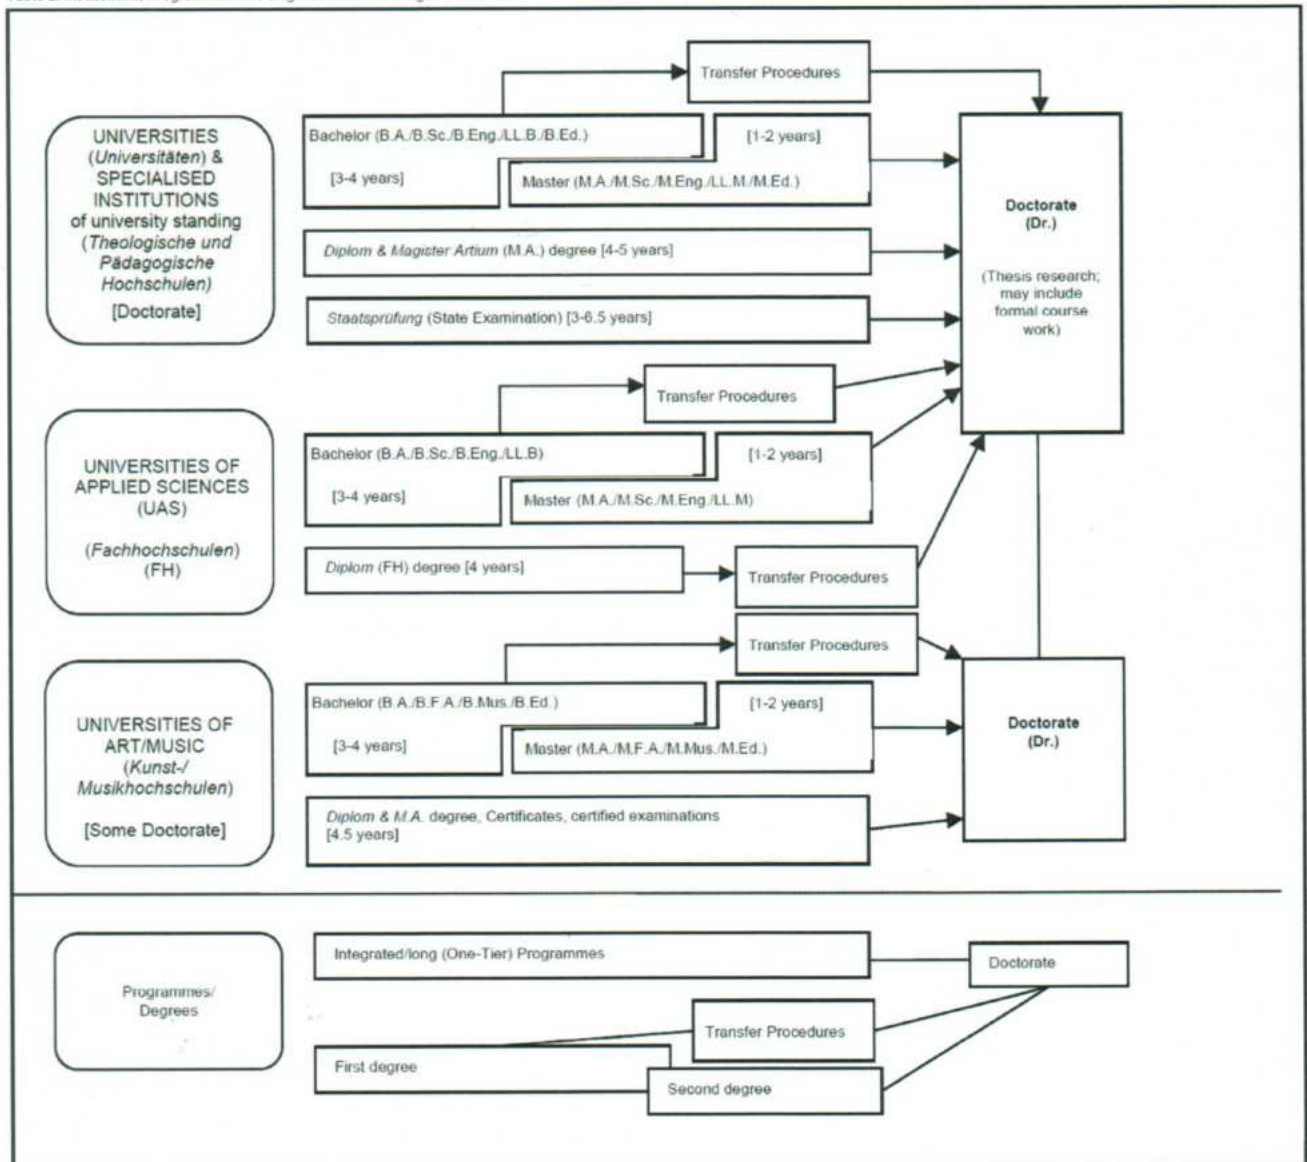 Transfer Procedures
UNIVERSITIES
(Universitäten) &
SPECIALISED
INSTITUTIONS
of university standing
(Theologische und
Pädagogische
Hochschulen)
[Doctorate]
Bachelor (B.A./B.Sc./B.Eng./LL.B./B.Ed.)
[1-2 years]
[3-4 years]
Master (M.A./M.Sc./M.Eng./LL.M./M.Ed.)
Diplom & Magister Artium (M.A.) degree [4-5 years]
Staatsprüfung (State Examination) [3-6.5 years]
Doctorate
(Dr.)
(Thesis research;
may include
formal course
work)
Transfer Procedures
UNIVERSITIES OF
APPLIED SCIENCES
(UAS)
(Fachhochschulen)
(FH)
Bachelor (B.A./B.Sc./B.Eng./LL.B)
[1-2 years]
[3-4 years]
Master (M.A./M.Sc./M.Eng./LL.M)
Diplom (FH) degree [4 years]
Transfer Procedures
Transfer Procedures
UNIVERSITIES OF
ART/MUSIC
(Kunst-/
Musikhochschulen)
[Some Doctorate]
Bachelor (B.A./B.F.A./B.Mus./B.Ed.)
[1-2 years]
[3-4 years]
Master (M.A./M.F.A./M.Mus./M.Ed.)
Diplom & M.A. degree, Certificates, certified examinations
[4.5 years]
Doctorate
(Dr.)
Programmes/
Degrees
Integrated/long (One-Tier) Programmes
Doctorate
Transfer Procedures
First degree
Second degree